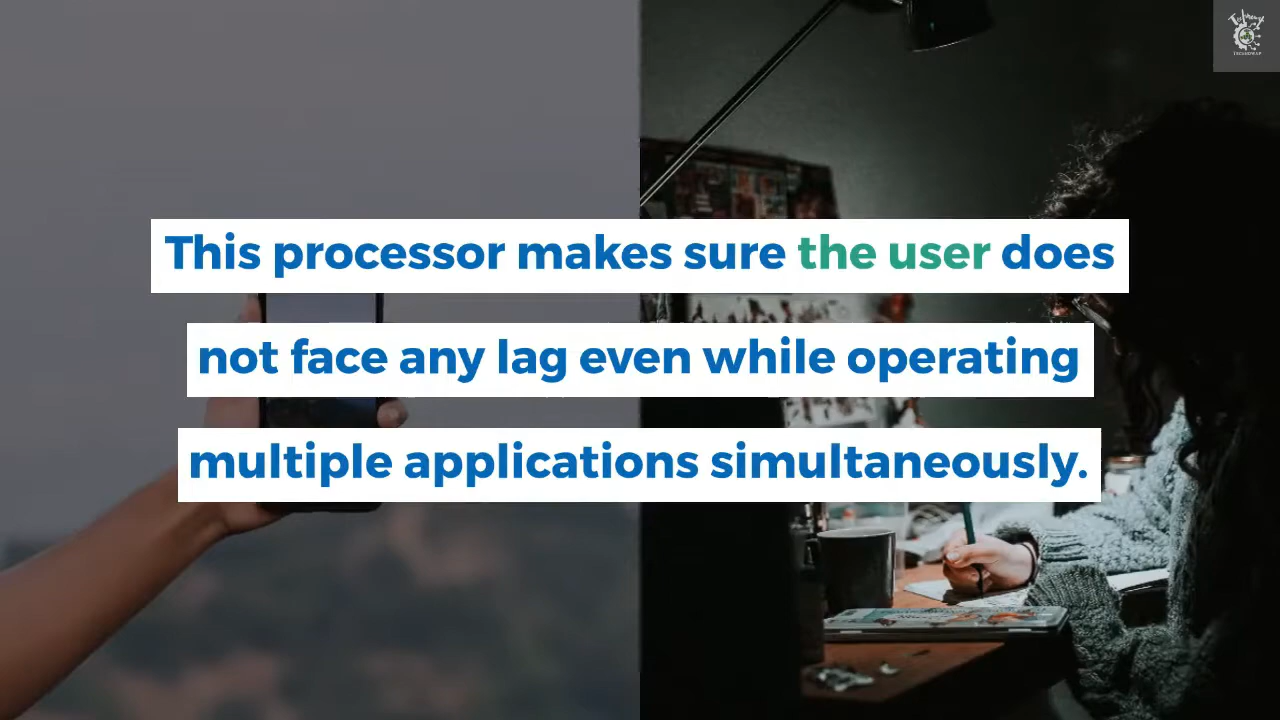 This processor makes sure the user does
not face any lag even while operating
multiple applications simultaneously.